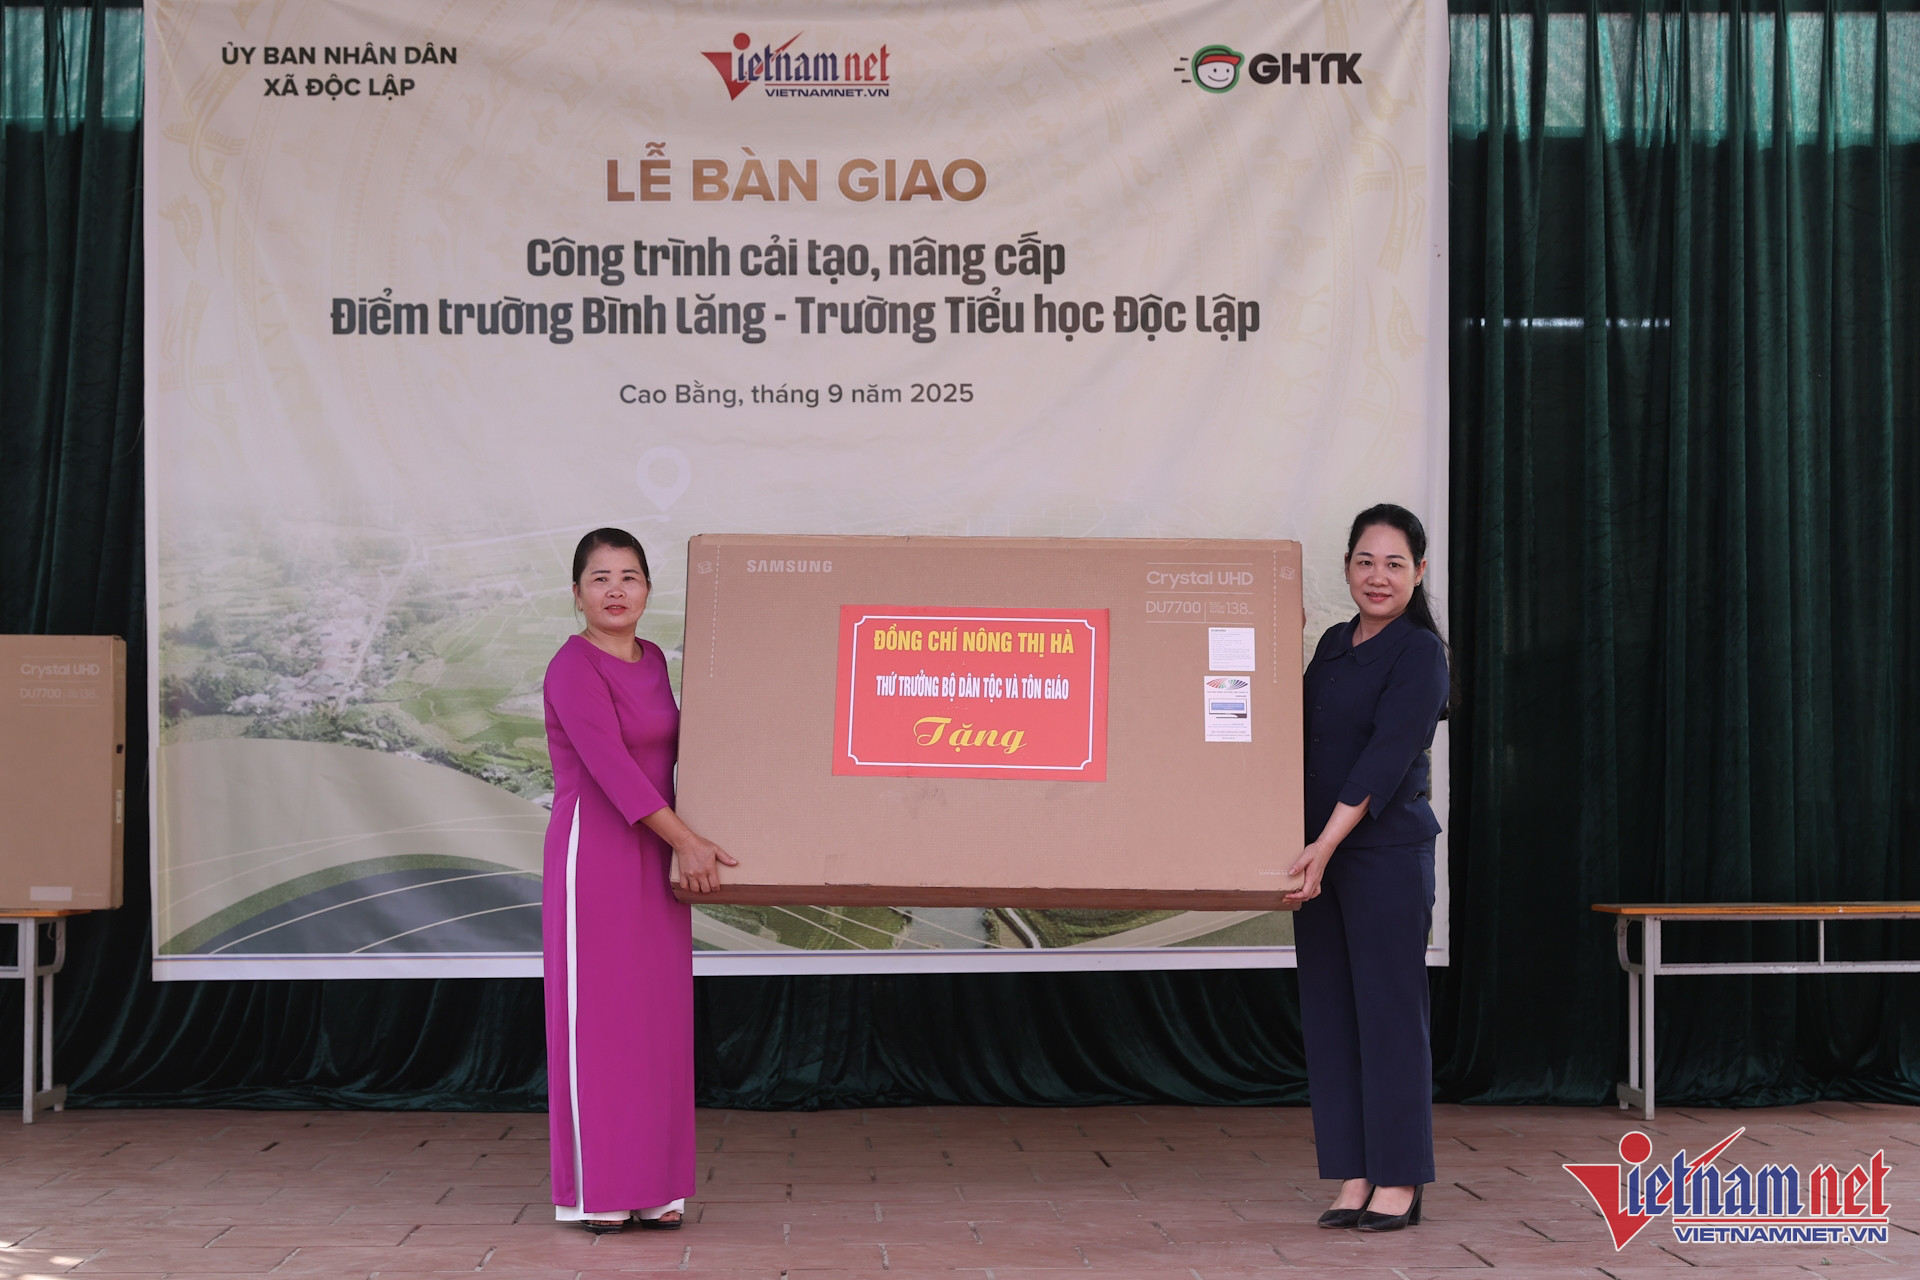 ỦY BAN NHÂN DÂN
XÃ ĐỘC LẬP
Vietnamnet
VIETNAMNET.VN
GHTK
LỄ BÀN GIAO
Công trình cải tạo, nâng cấp
Điểm trường Bình Lăng - Trường Tiểu học Độc Lập
Cao Bằng, tháng 9 năm 2025
SAMSUNG
Crystal UHD
DU7700 138
ĐỒNG CHÍ NÔNG THỊ HÀ
THỨ TRƯỞNG BỘ DÂN TỘC VÀ TÔN GIÁO
Tặng
Crystal UHD
DU7700 138
Vietnamnet
VIETNAMNET.VN